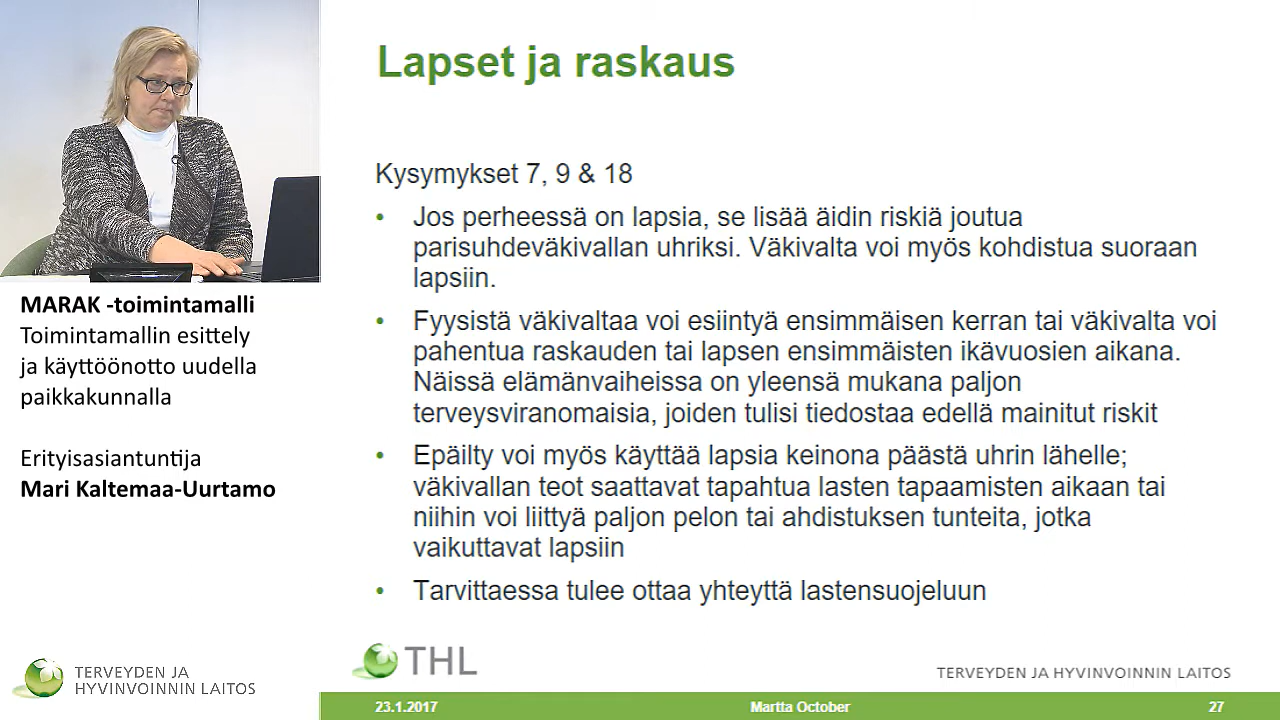 Lapset ja raskaus
Kysymykset 7, 9 & 18
• Jos perheessä on lapsia, se lisää äidin riskiä joutua
parisuhdeväkivallan uhriksi. Väkivalta voi myös kohdistua suoraan
lapsiin.
• Fyysistä väkivaltaa voi esiintyä ensimmäisen kerran tai väkivalta voi
pahentua raskauden tai lapsen ensimmäisten ikävuosien aikana.
Näissä elämänvaiheissa on yleensä mukana paljon
terveysviranomaisia, joiden tulisi tiedostaa edellä mainitut riskit
• Epäilty voi myös käyttää lapsia keinona päästä uhrin lähelle;
väkivallan teot saattavat tapahtua lasten tapaamisten aikaan tai
niihin voi liittyä paljon pelon tai ahdistuksen tunteita, jotka
vaikuttavat lapsiin
• Tarvittaessa tulee ottaa yhteyttä lastensuojeluun
THL
TERVEYDEN JA HYVINVOINNIN LAITOS
23.1.2017
Martta October
27
MARAK -toimintamalli
Toimintamallin esittely
ja käyttöönotto uudella
paikkakunnalla
Erityisasiantuntija
Mari Kaltemaa-Uurtamo
TERVEYDEN JA
HYVINVOINNIN LAITOS